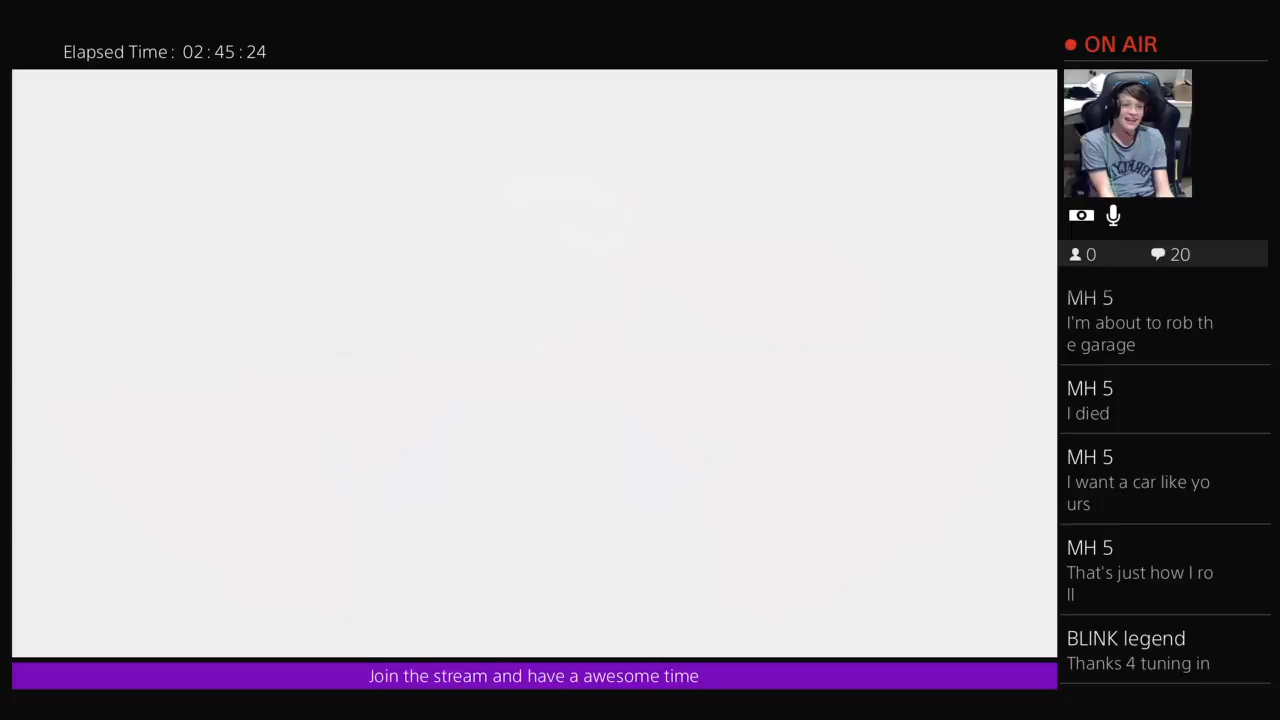 Elapsed Time: 02:45:24
ON AIR
0 20
MH 5
I'm about to rob th
e garage
MH 5
I died
MH 5
I want a car like yo
urs
MH 5
That's just how I ro
ll
BLINK legend
Thanks 4 tuning in
Join the stream and have a awesome time